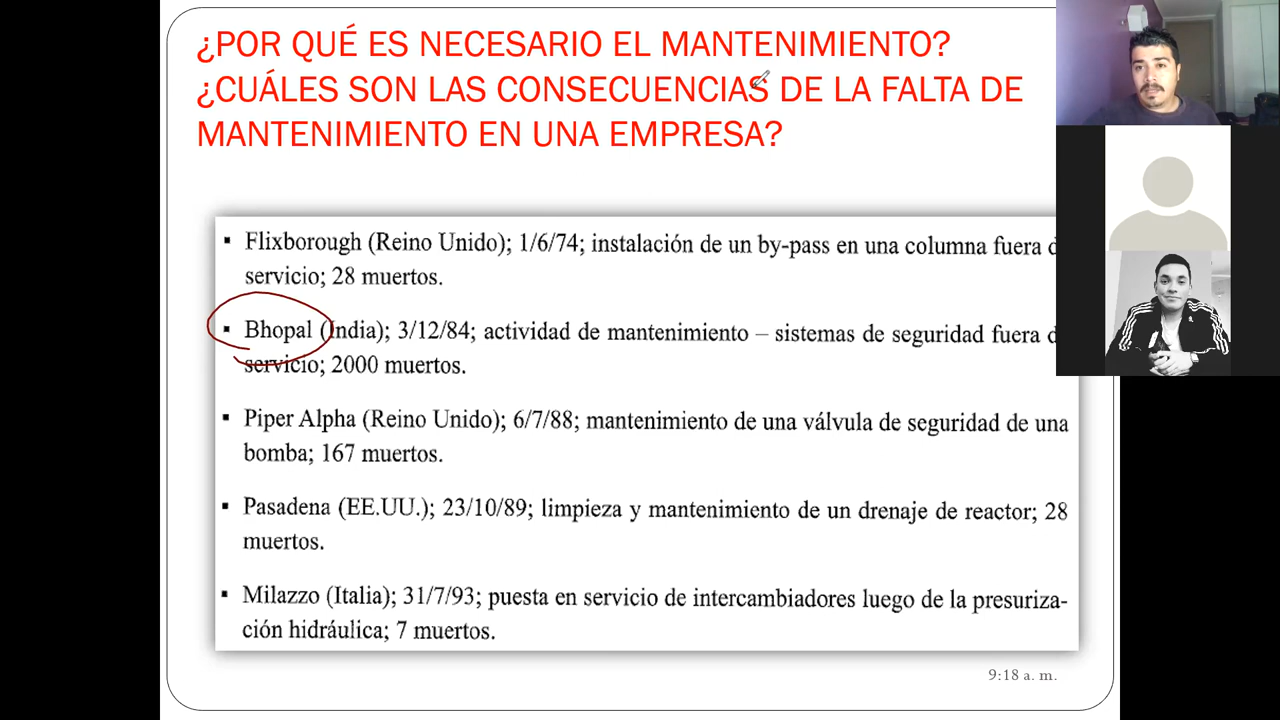 ¿POR QUÉ ES NECESARIO EL MANTENIMIENTO?
¿CUÁLES SON LAS CONSECUENCIAS DE LA FALTA DE
MANTENIMIENTO EN UNA EMPRESA?
▪ Flixborough (Reino Unido); 1/6/74; instalación de un by-pass en una columna fuera
servicio; 28 muertos.
▪ Bhopal (India); 3/12/84; actividad de mantenimiento – sistemas de seguridad fuera
servicio; 2000 muertos.
▪ Piper Alpha (Reino Unido); 6/7/88; mantenimiento de una válvula de seguridad de una
bomba; 167 muertos.
▪ Pasadena (EE.UU.); 23/10/89; limpieza y mantenimiento de un drenaje de reactor; 28
muertos.
▪ Milazzo (Italia); 31/7/93; puesta en servicio de intercambiadores luego de la presuriza-
ción hidráulica; 7 muertos.
9:18 a. m.